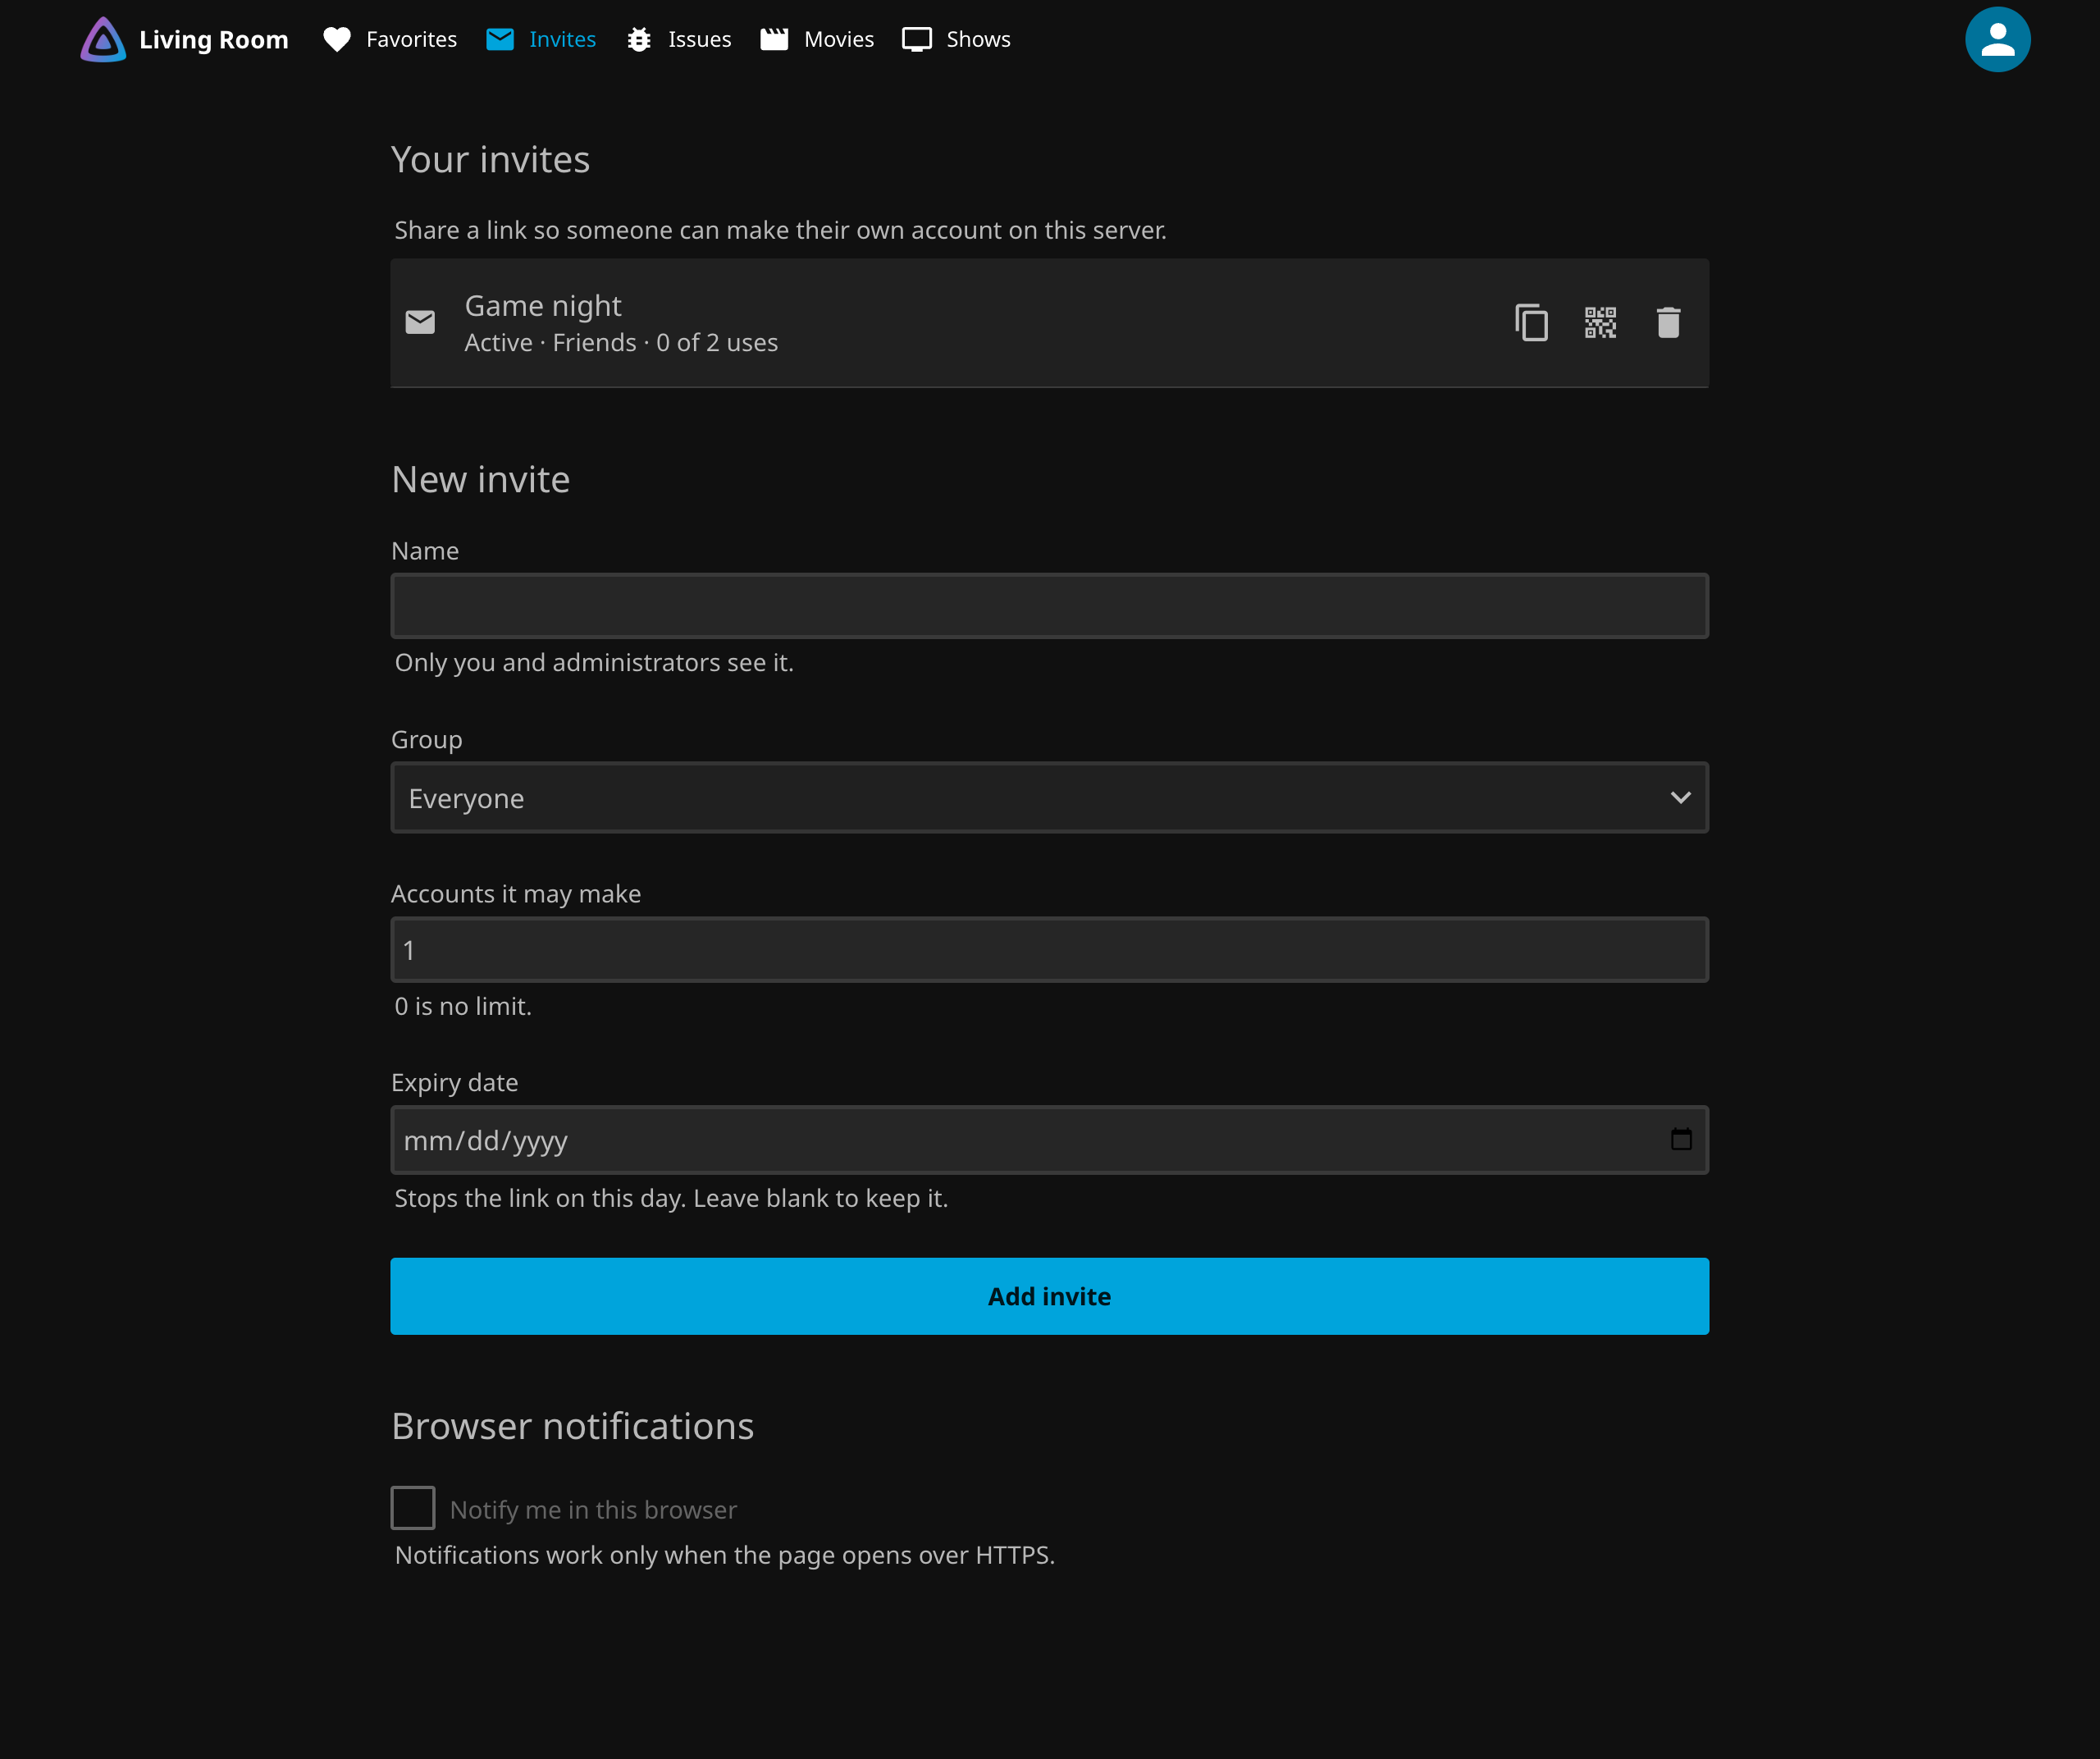 Living Room
Favorites
Invites
Issues
Movies
Shows
Your invites
Share a link so someone can make their own account on this server.
Game night
Active · Friends · 0 of 2 uses
New invite
Name
Only you and administrators see it.
Group
Everyone
Accounts it may make
1
0 is no limit.
Expiry date
mm/dd/yyyy
Stops the link on this day. Leave blank to keep it.
Add invite
Browser notifications
Notify me in this browser
Notifications work only when the page opens over HTTPS.